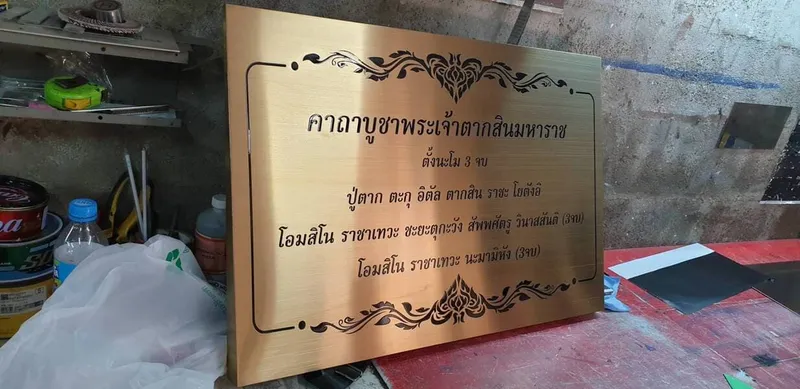 คาถาบูชาพระเจ้าตากสินมหาราช
ตั้งนะโม 3 จบ
ปู่ตาก ตะกุ อิตัล ตากสิน ราชะ โยตังลิ
โอมสิโน ราชาเทวะ ชะยะตุภะวัง สัพพศัตรู วินาสสันติ (3จบ)
โอมสิโน ราชาเทวะ นะมามิหัง (3จบ)